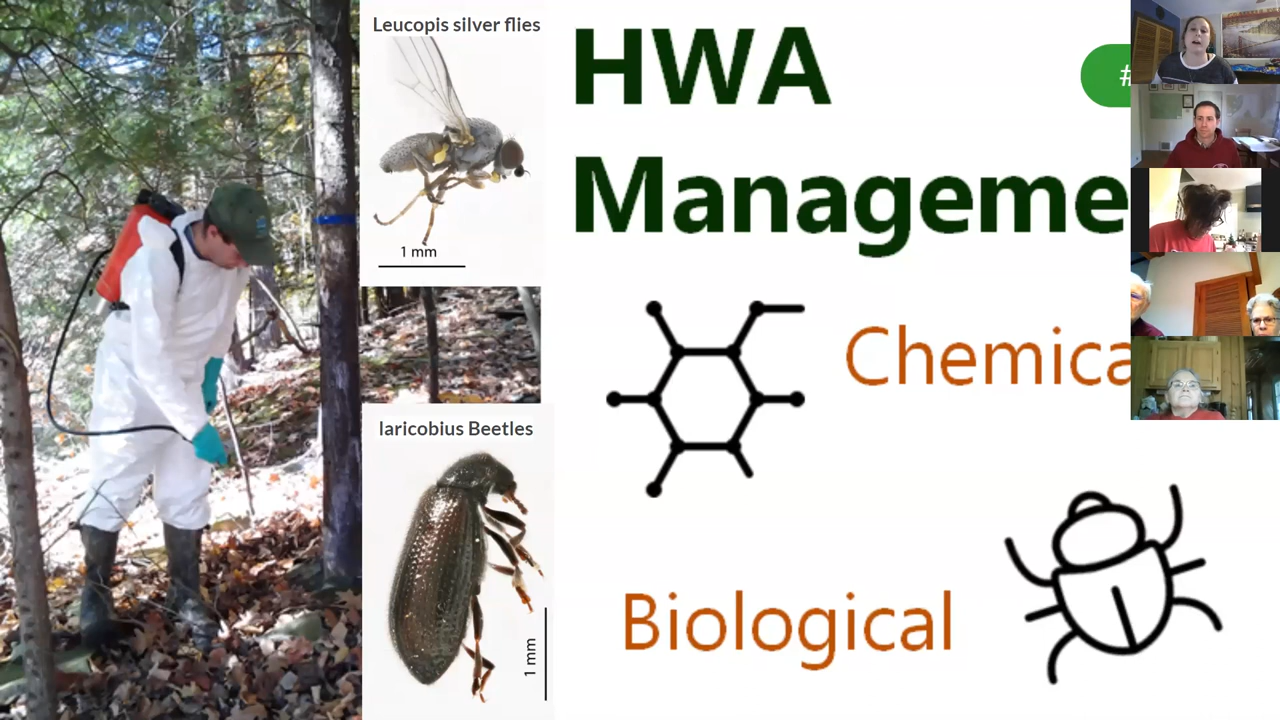 Leucopis silver flies
1 mm
laricobius Beetles
1 mm
HWA
Manageme
#
Chemica
Biological